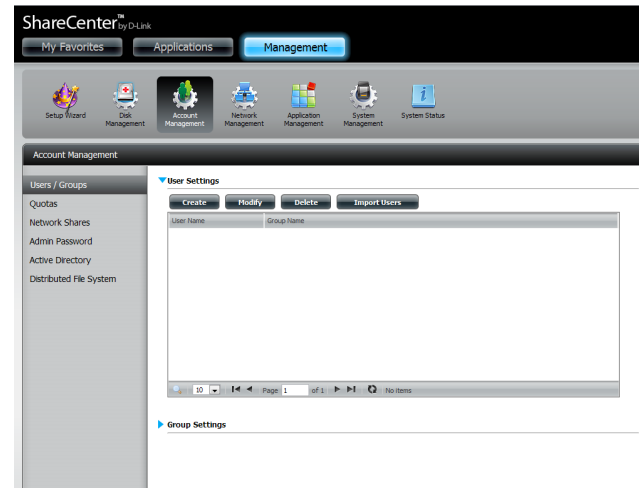 ShareCenter™ by D-Link
My Favorites Applications Management
Setup Wizard Disk Management Account Management Network Management Application Management System Management System Status
Account Management
Users / Groups
Quotas
Network Shares
Admin Password
Active Directory
Distributed File System
User Settings
Create Modify Delete Import Users
User Name Group Name
10 Page 1 of 1 No items
Group Settings